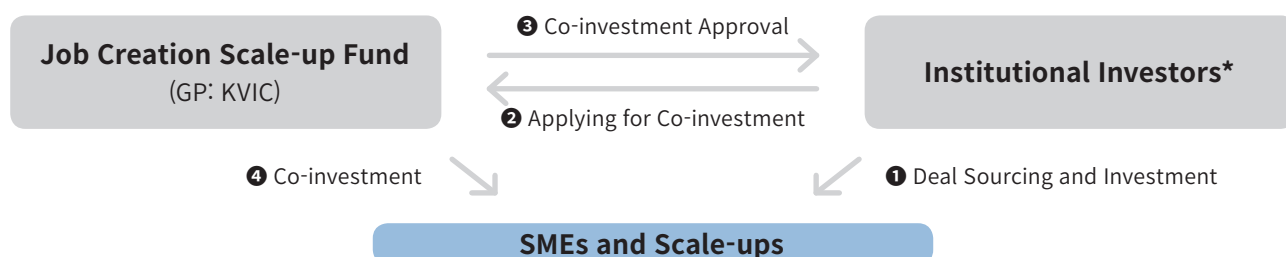 ❸ Co-investment Approval
Job Creation Scale-up Fund
(GP: KVIC)
Institutional Investors*
❷ Applying for Co-investment
❹ Co-investment
❶ Deal Sourcing and Investment
SMEs and Scale-ups